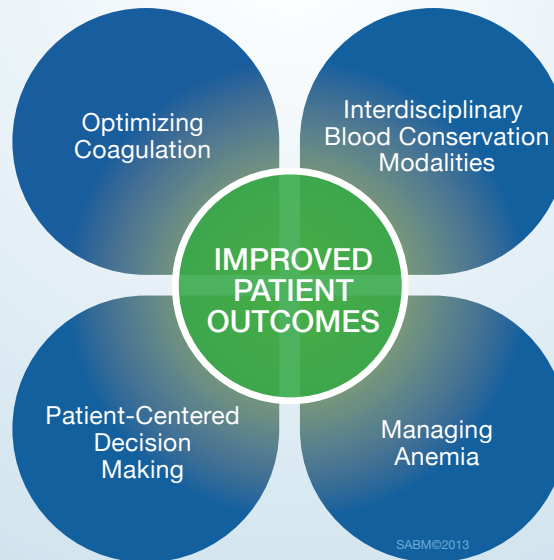 Optimizing
Coagulation
Interdisciplinary
Blood Conservation
Modalities
IMPROVED
PATIENT
OUTCOMES
Patient-Centered
Decision
Making
Managing
Anemia
SABM©2013